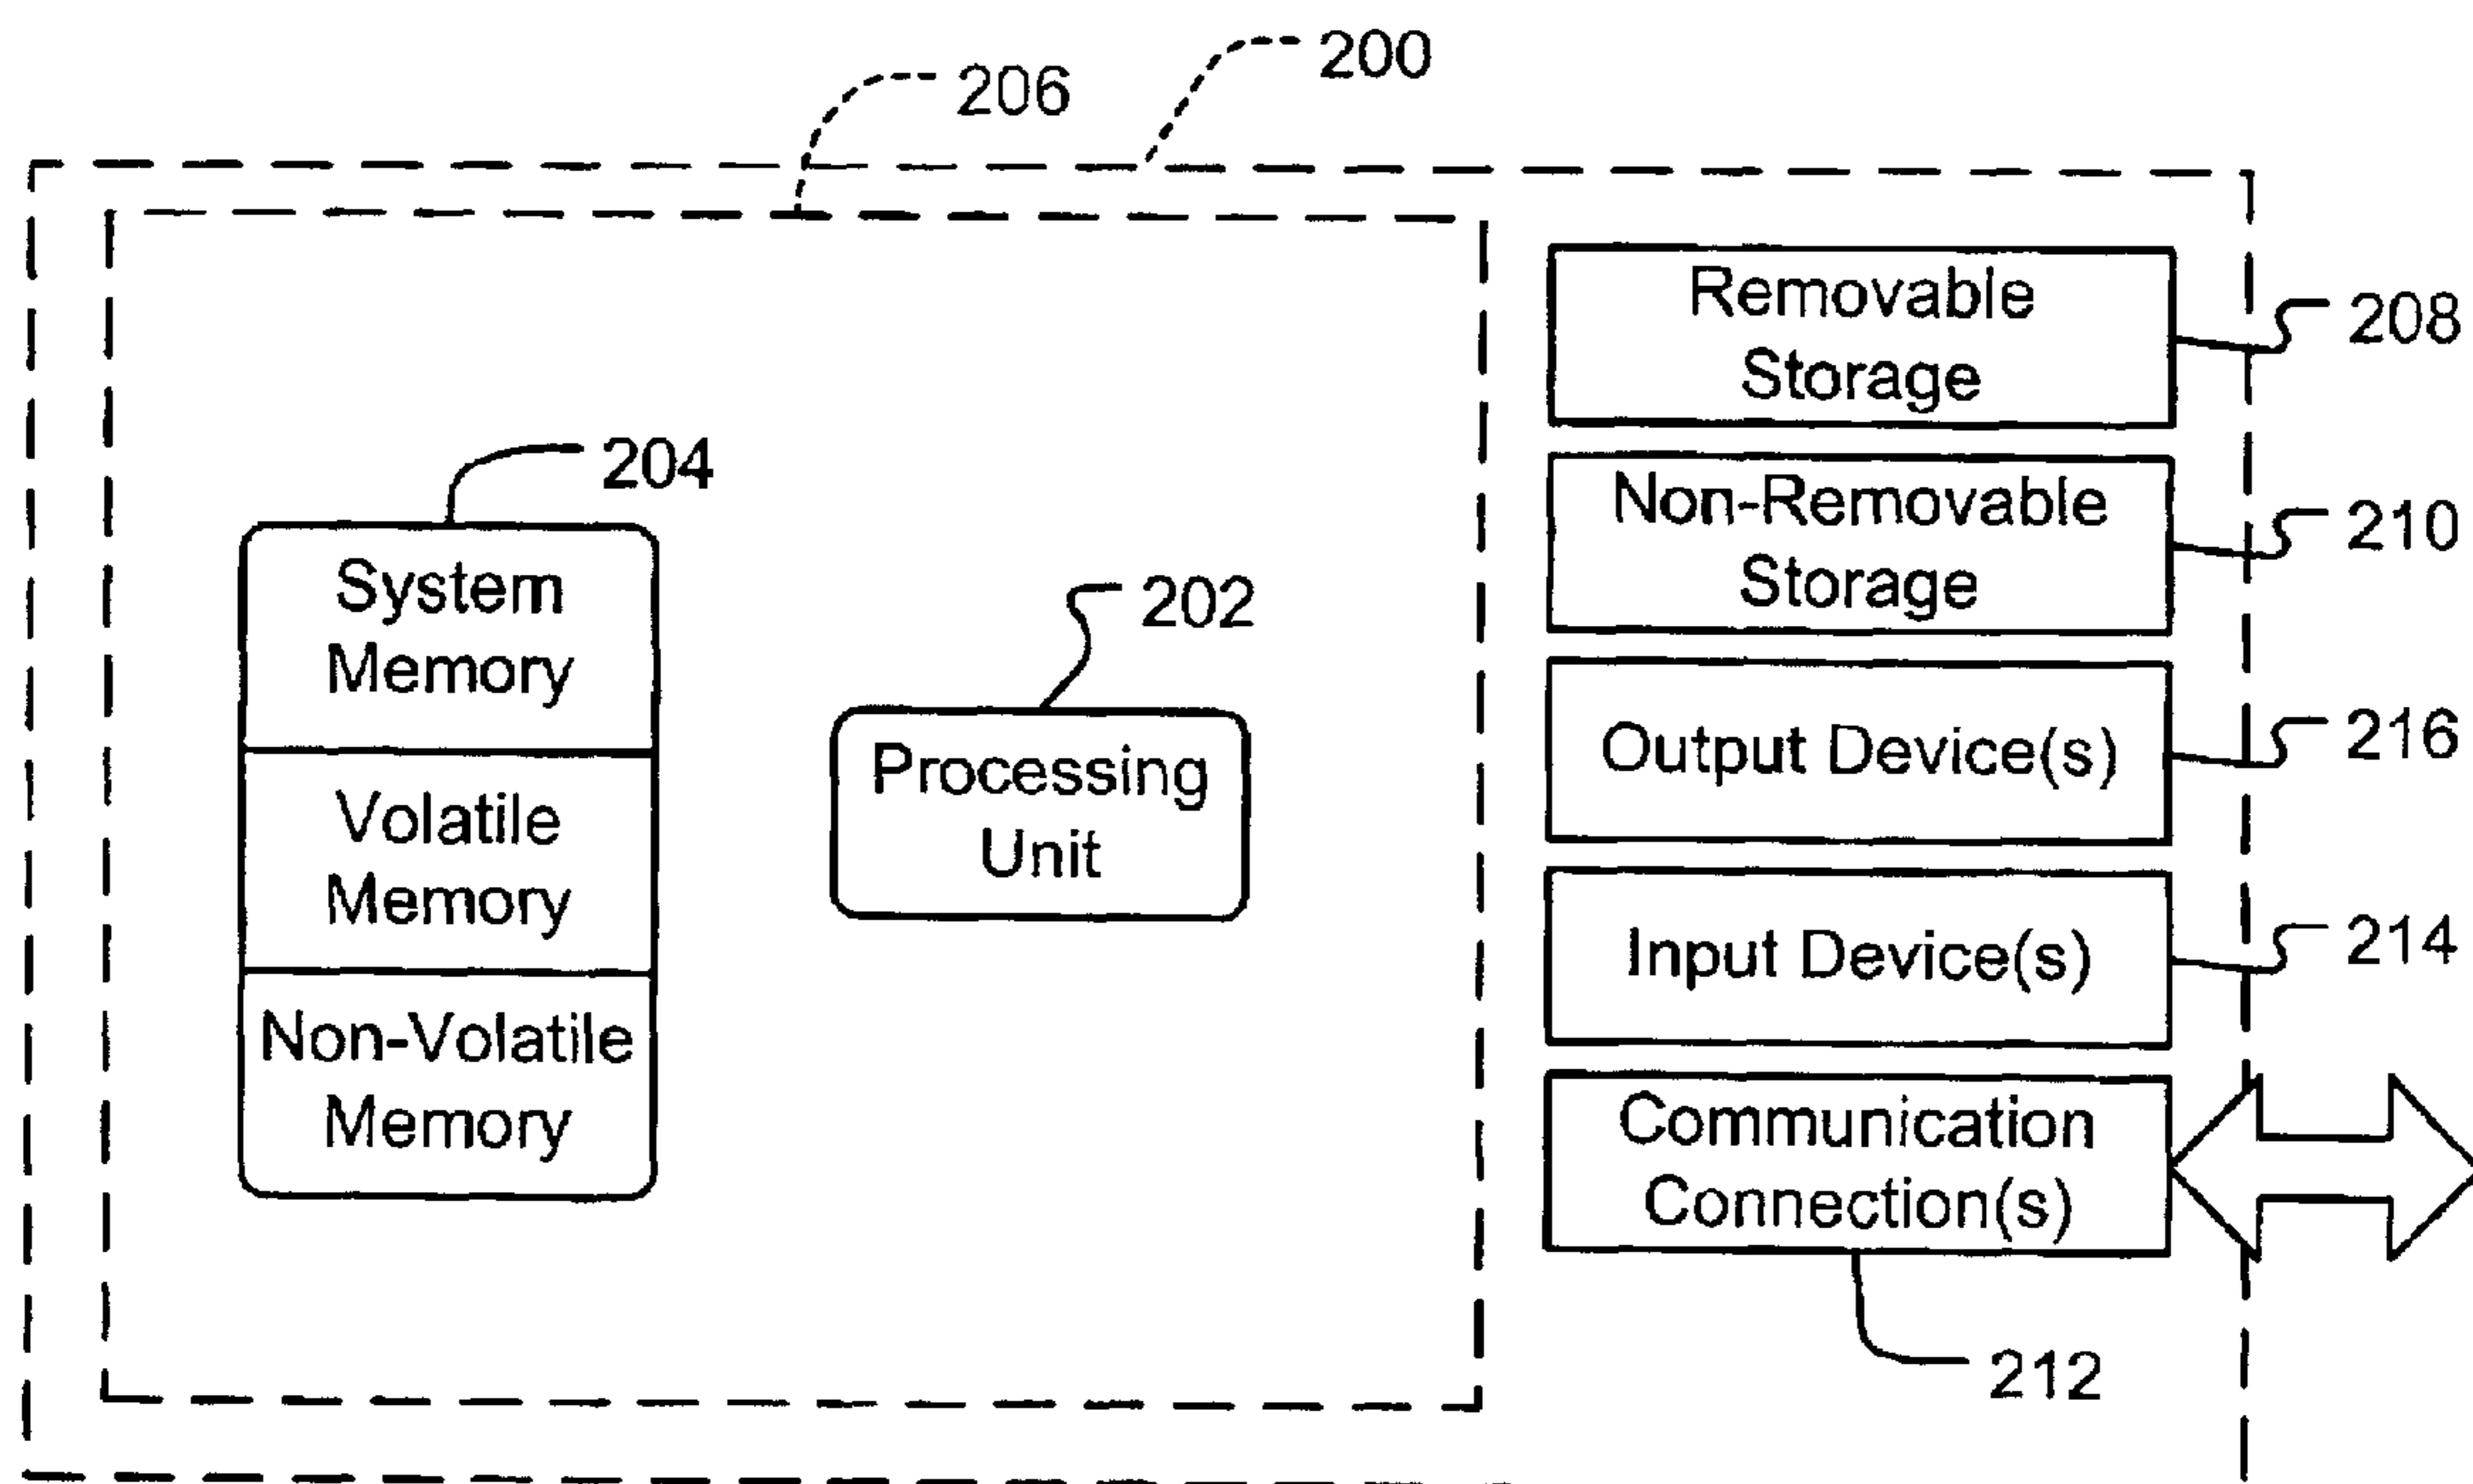 200
206
Removable
Storage
208
204
Non-Removable
Storage
210
System
Memory
202
Processing
Unit
Output Device(s)
216
Volatile
Memory
Input Device(s)
214
Non-Volatile
Memory
Communication
Connection(s)
212